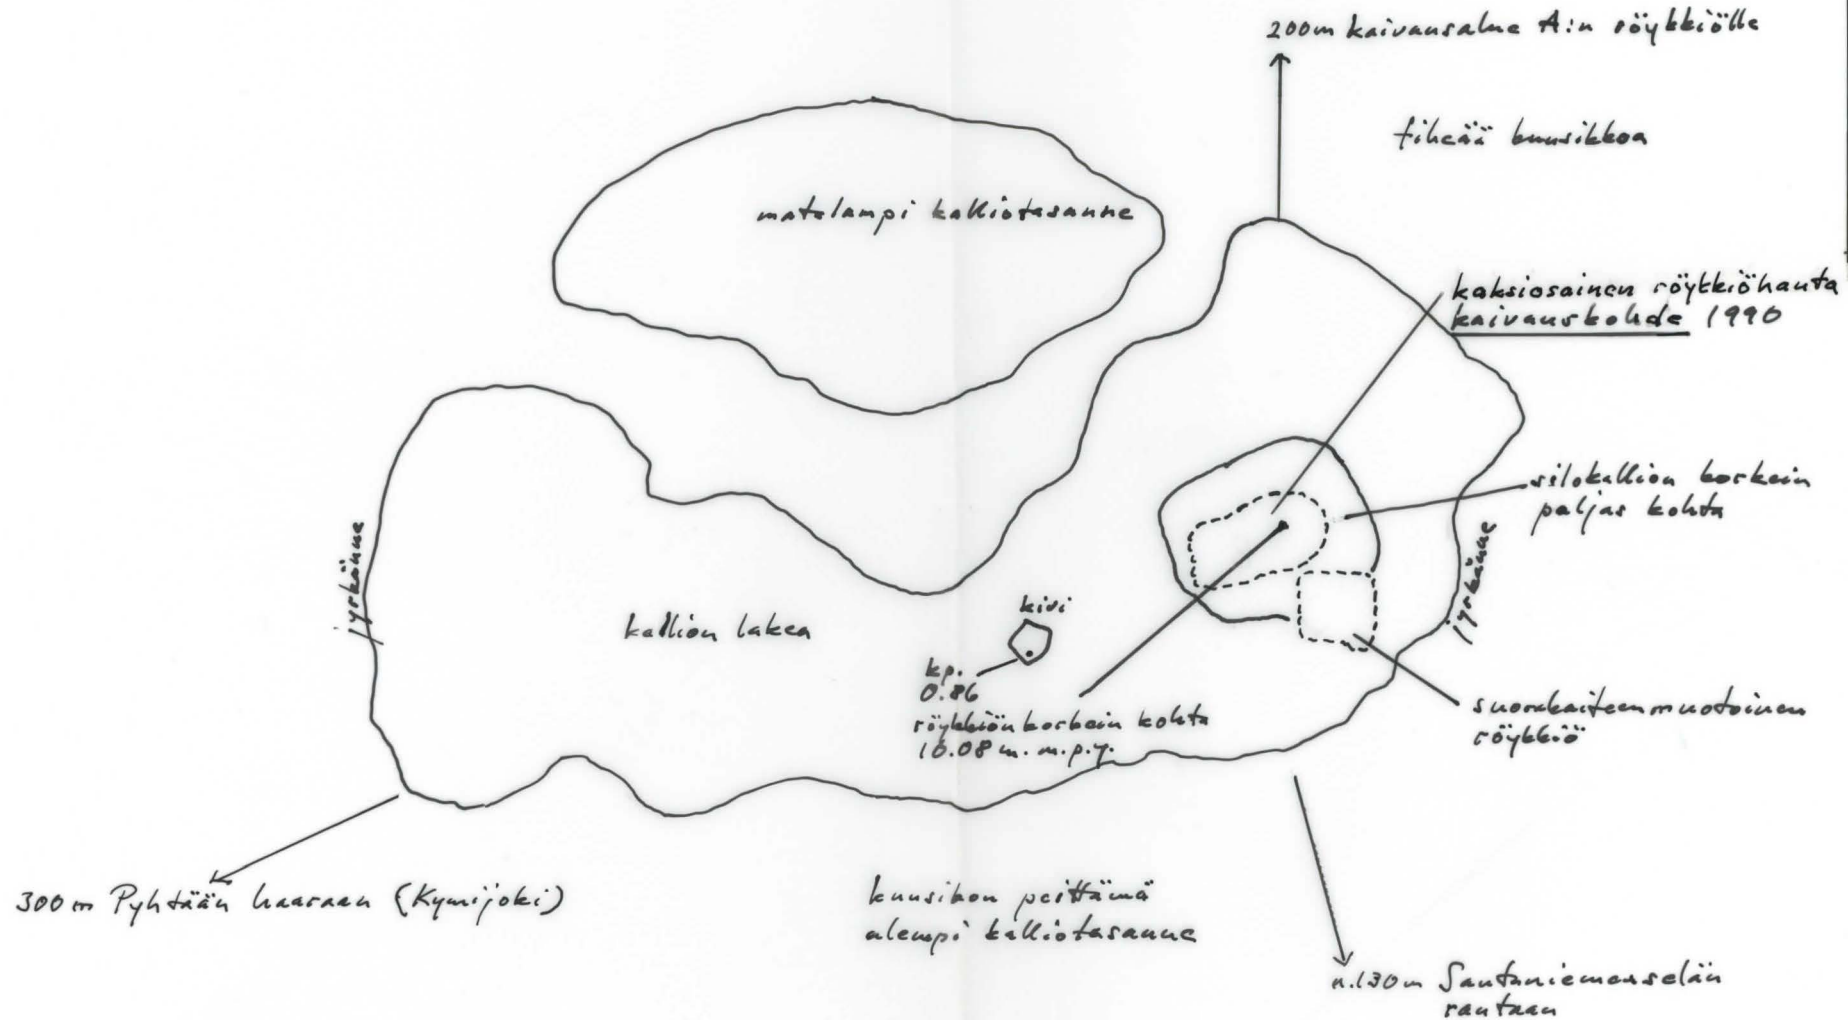 200m kaivausalue A:n röykkiölle
tiheää kuusikkoa
matalampi kalliotasanne
kaksiosainen röykkiöhauta
kaivauskohde 1990
silokallion korkein
paljas kohta
jyrkänne
jyrkänne
kivi
kallion lakea
kp.
0.86
röykkiön korkein kohta
10.08 m. m.p.y.
suorakaiteenmuotoinen
röykkiö
300m Pyhtään haaraan (Kymijoki)
kuusikon peittämä
alempi kalliotasanne
n.130m Santaniemenselän
rantaan